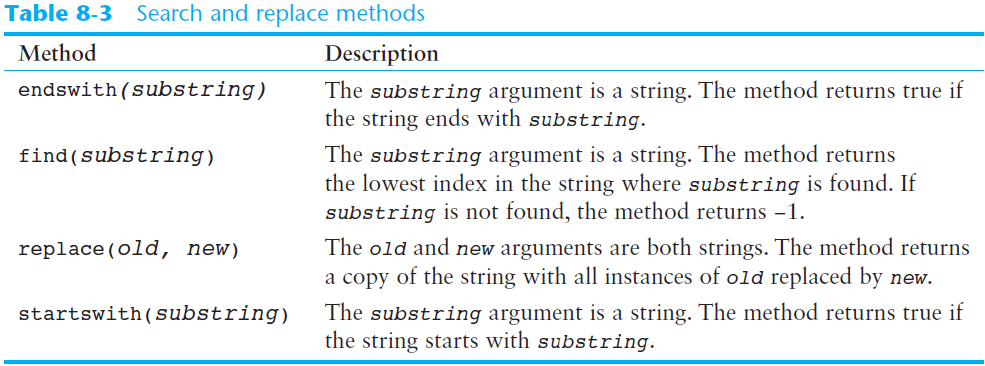 Table 8-3 Search and replace methods
Method Description
endswith(substring) The substring argument is a string. The method returns true if
the string ends with substring.
find(substring) The substring argument is a string. The method returns
the lowest index in the string where substring is found. If
substring is not found, the method returns −1.
replace(old, new) The old and new arguments are both strings. The method returns
a copy of the string with all instances of old replaced by new.
startswith(substring) The substring argument is a string. The method returns true if
the string starts with substring.